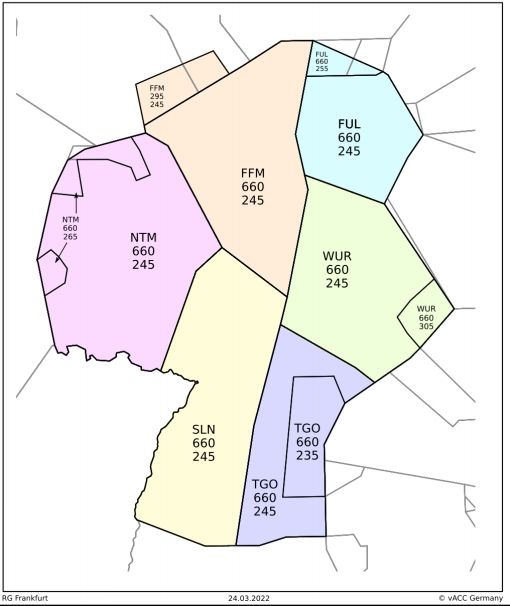 FUL
660
255
FFM
295
245
FUL
660
245
FFM
660
245
NTM
660
265
NTM
660
245
WUR
660
245
WUR
660
305
SLN
660
245
TGO
660
235
TGO
660
245
RG Frankfurt
24.03.2022
© vACC Germany